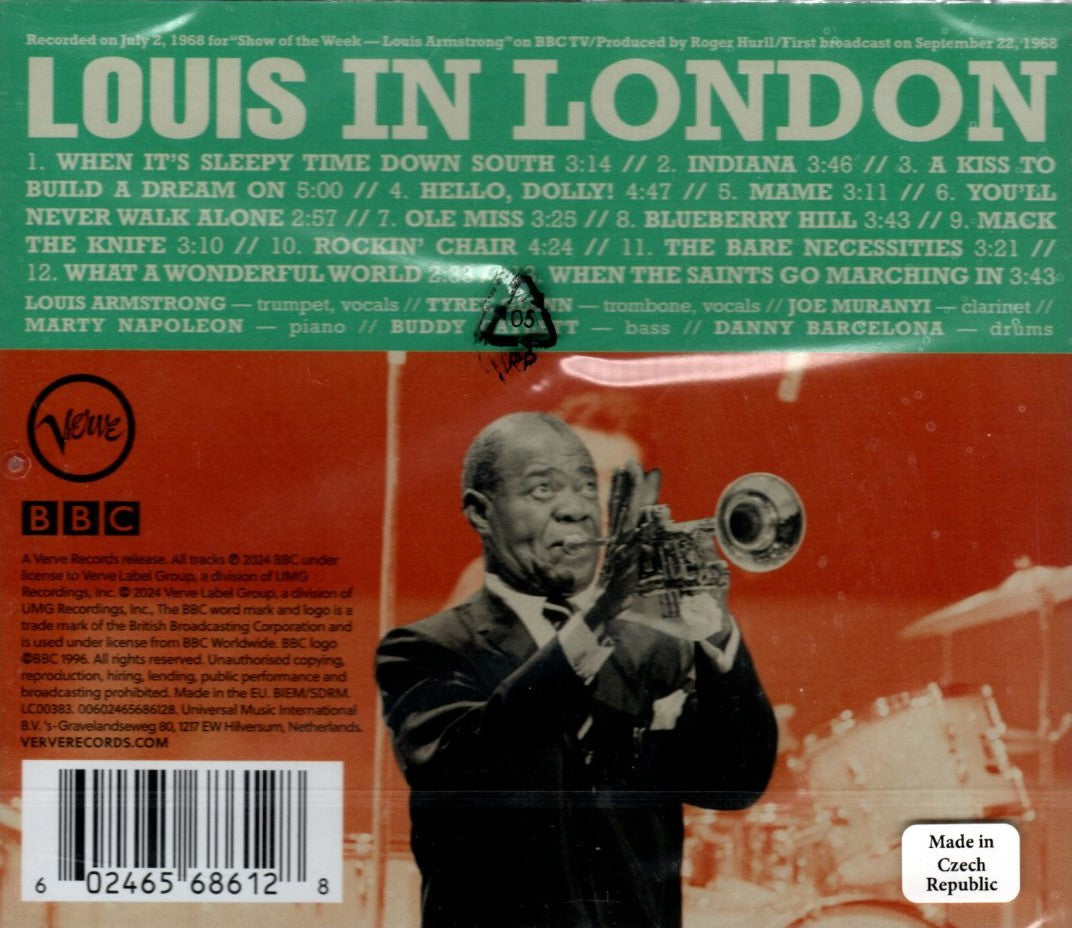 Recorded on July 2, 1968 for "Show of the Week — Louis Armstrong" on BBC TV/Produced by Roger Hurll/First broadcast on September 22, 1968
LOUIS IN LONDON
1. WHEN IT'S SLEEPY TIME DOWN SOUTH 3:14 // 2. INDIANA 3:46 // 3. A KISS TO
BUILD A DREAM ON 5:00 // 4. HELLO, DOLLY! 4:47 // 5. MAME 3:11 // 6. YOU'LL
NEVER WALK ALONE 2:57 // 7. OLE MISS 3:25 // 8. BLUEBERRY HILL 3:43 // 9. MACK
THE KNIFE 3:10 // 10. ROCKIN' CHAIR 4:24 // 11. THE BARE NECESSITIES 3:21 //
12. WHAT A WONDERFUL WORLD WHEN THE SAINTS GO MARCHING IN 3:43
LOUIS ARMSTRONG — trumpet, vocals // — trombone, vocals // JOE MURANYI — clarinet //
MARTY NAPOLEON — piano // BUDDY — bass // DANNY BARCELONA — drums
05
Verve
BBC
A Verve Records release. All tracks ℗ 2024 BBC under
license to Verve Label Group, a division of UMG
Recordings, Inc. © 2024 Verve Label Group, a division of
UMG Recordings, Inc., The BBC word mark and logo is a
trade mark of the British Broadcasting Corporation and
is used under license from BBC Worldwide. BBC logo
©BBC 1996. All rights reserved. Unauthorised copying,
reproduction, hiring, lending, public performance and
broadcasting prohibited. Made in the EU. BIEM/SDRM.
LC00383. 00602465686128. Universal Music International
B.V. 's-Gravelandseweg 80, 1217 EW Hilversum, Netherlands.
VERVERECORDS.COM
6 02465 68612 8
Made in
Czech
Republic